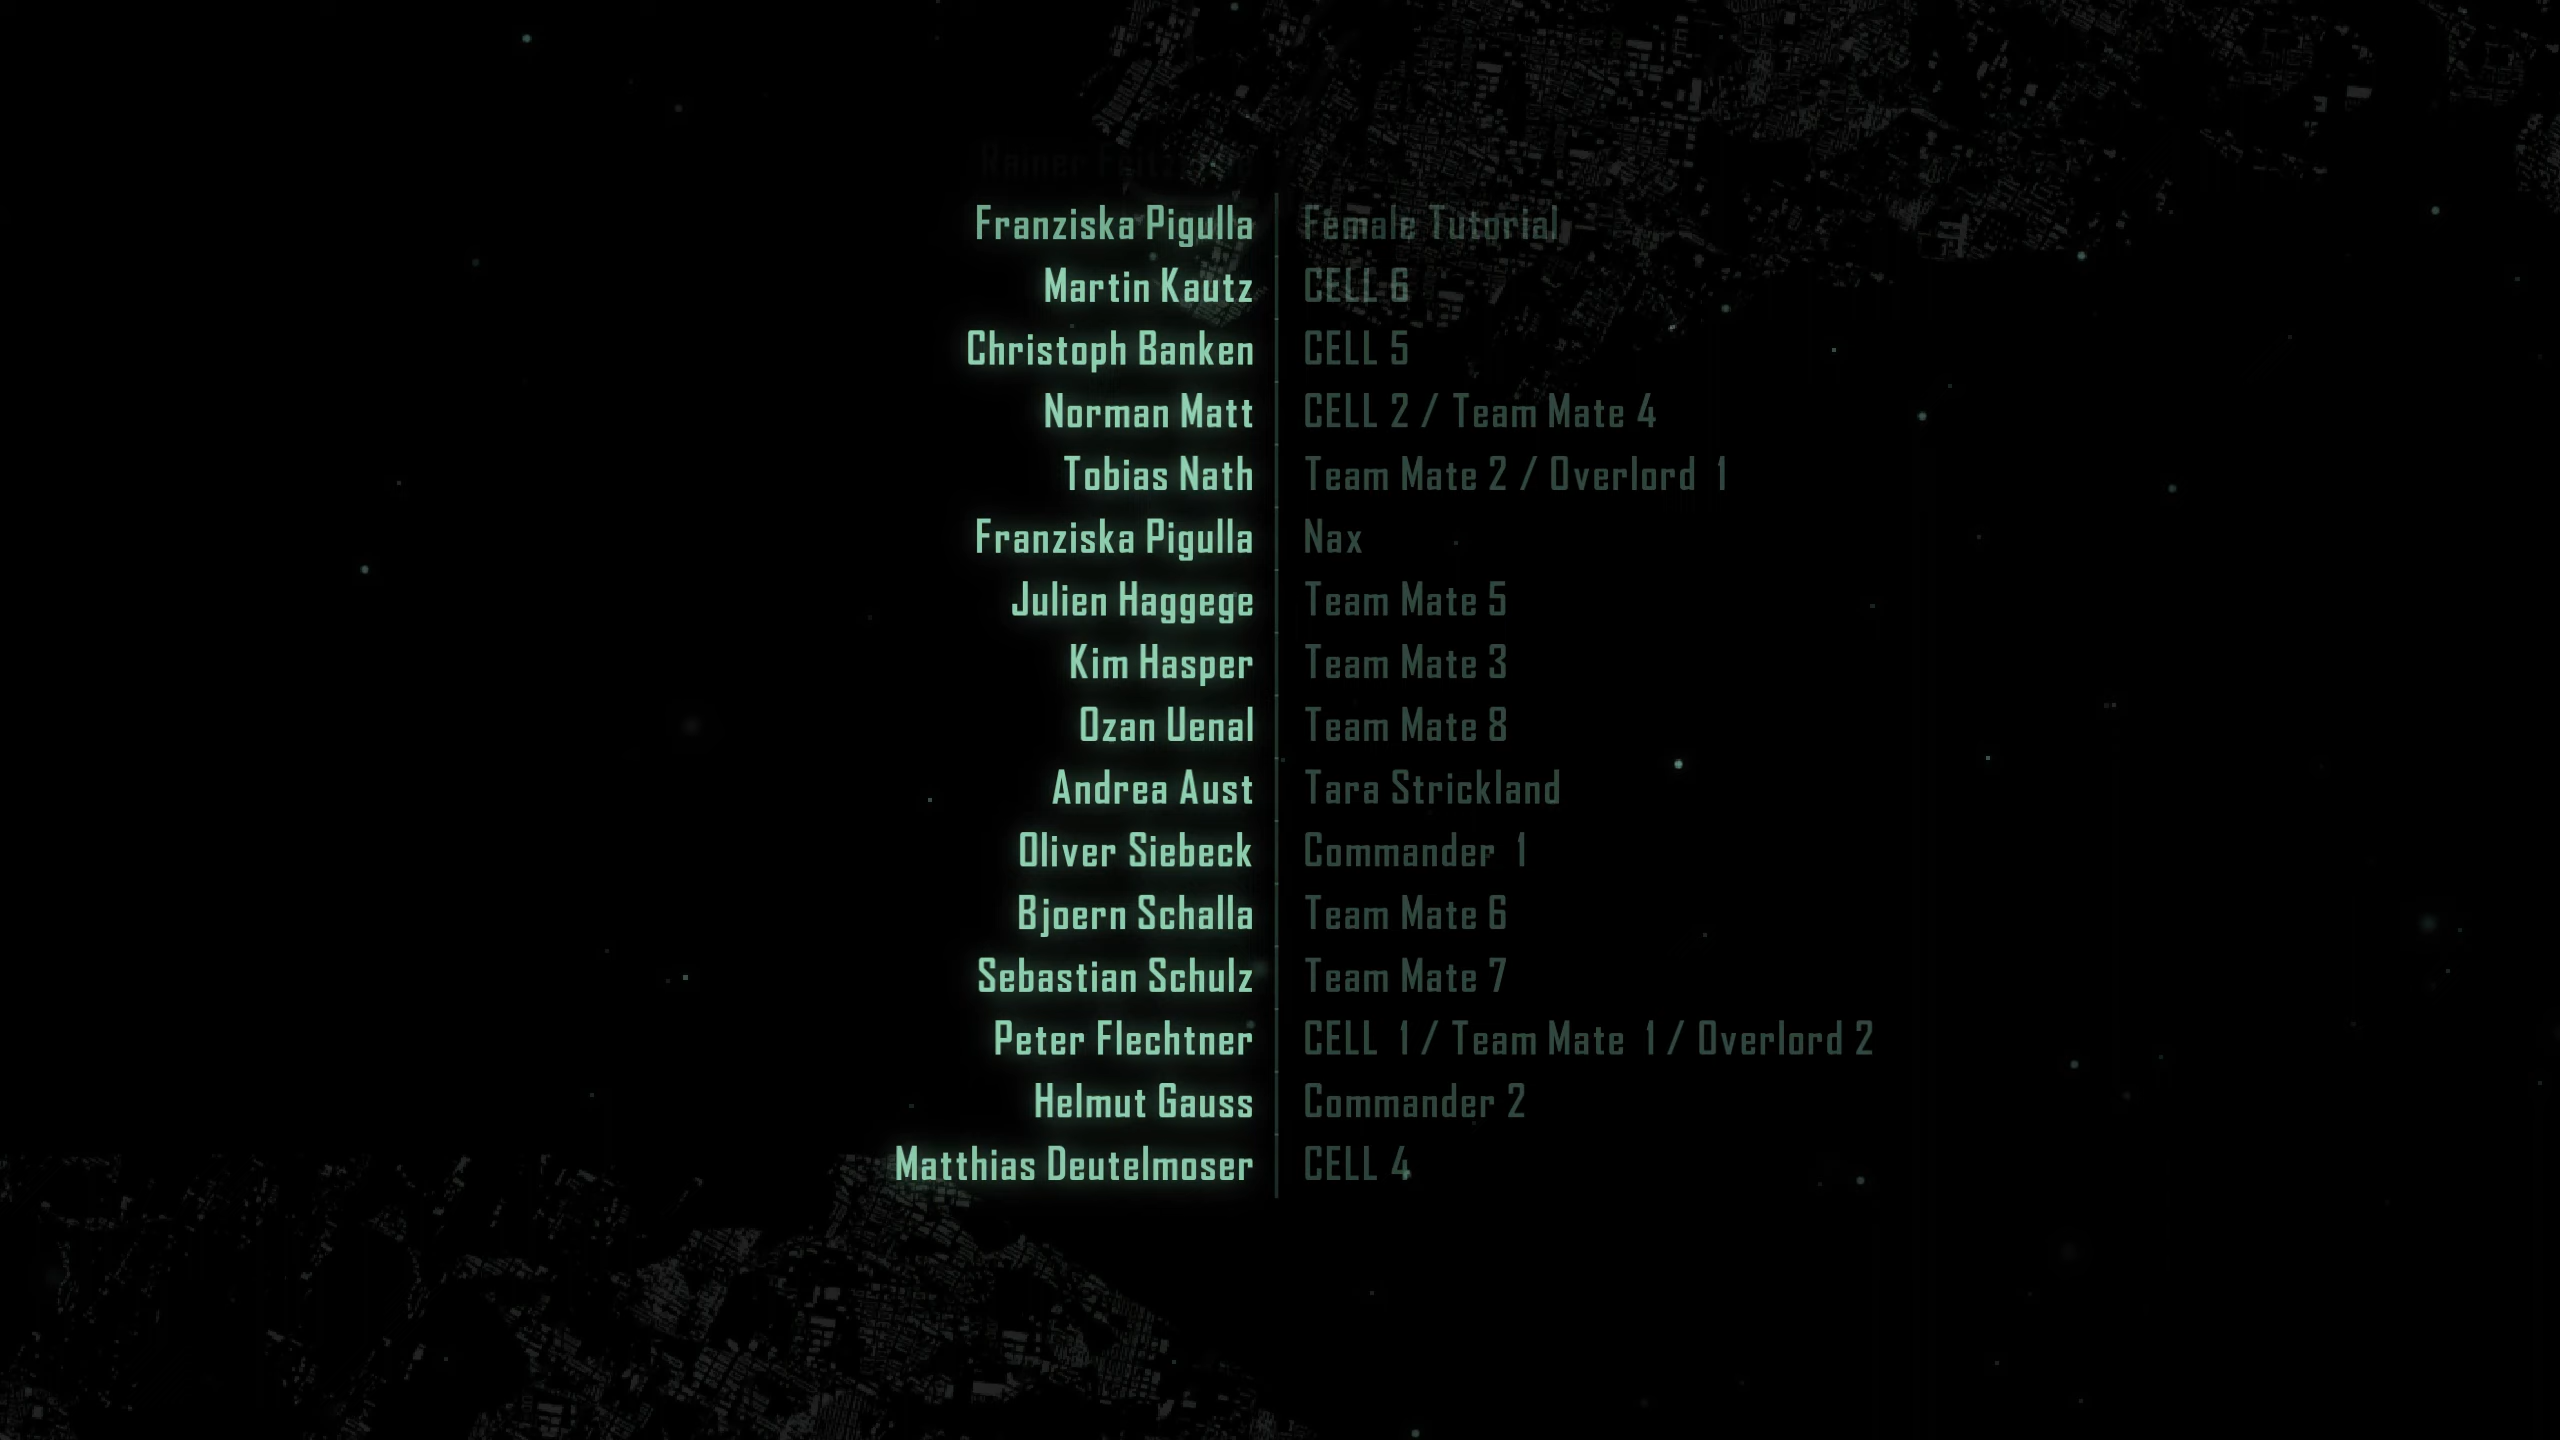 Rainer
Franziska Pigulla Female Tutorial
Martin Kautz CELL 6
Christoph Banken CELL 5
Norman Matt CELL 2 / Team Mate 4
Tobias Nath Team Mate 2 / Overlord 1
Franziska Pigulla Nax
Julien Haggege Team Mate 5
Kim Hasper Team Mate 3
Ozan Uenal Team Mate 8
Andrea Aust Tara Strickland
Oliver Siebeck Commander 1
Bjoern Schalla Team Mate 6
Sebastian Schulz Team Mate 7
Peter Flechtner CELL 1 / Team Mate 1 / Overlord 2
Helmut Gauss Commander 2
Matthias Deutelmoser CELL 4